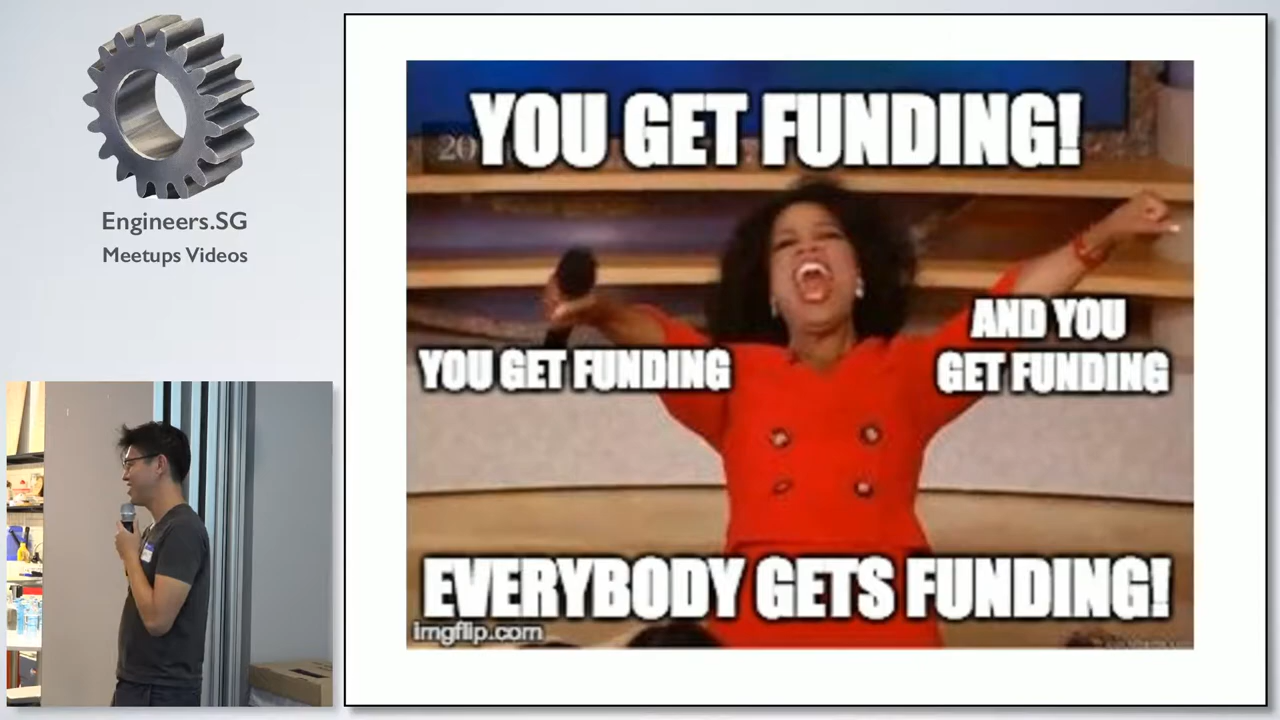 Engineers.SG
Meetups Videos
YOU GET FUNDING!
20
YOU GET FUNDING
AND YOU
GET FUNDING
EVERYBODY GETS FUNDING!
imgflip.com